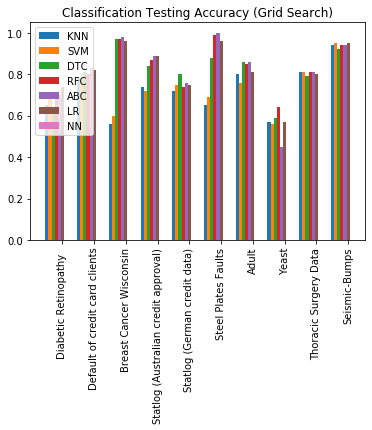 Classification Testing Accuracy (Grid Search)
1.0
0.8
0.6
0.4
0.2
0.0
KNN
SVM
DTC
RFC
ABC
LR
NN
Diabetic Retinopathy
Default of credit card clients
Breast Cancer Wisconsin
Statlog (Australian credit approval)
Statlog (German credit data)
Steel Plates Faults
Adult
Yeast
Thoracic Surgery Data
Seismic-Bumps